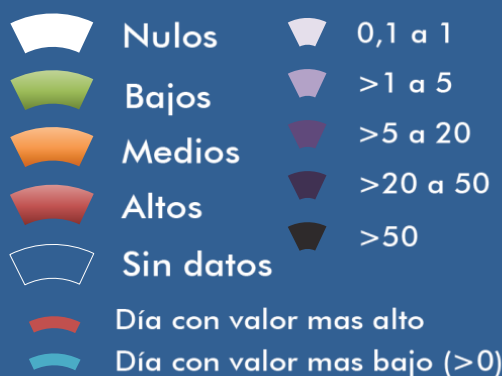 Nulos
Bajos
Medios
Altos
Sin datos
0,1 a 1
>1 a 5
>5 a 20
>20 a 50
>50
Día con valor mas alto
Día con valor mas bajo (>0)